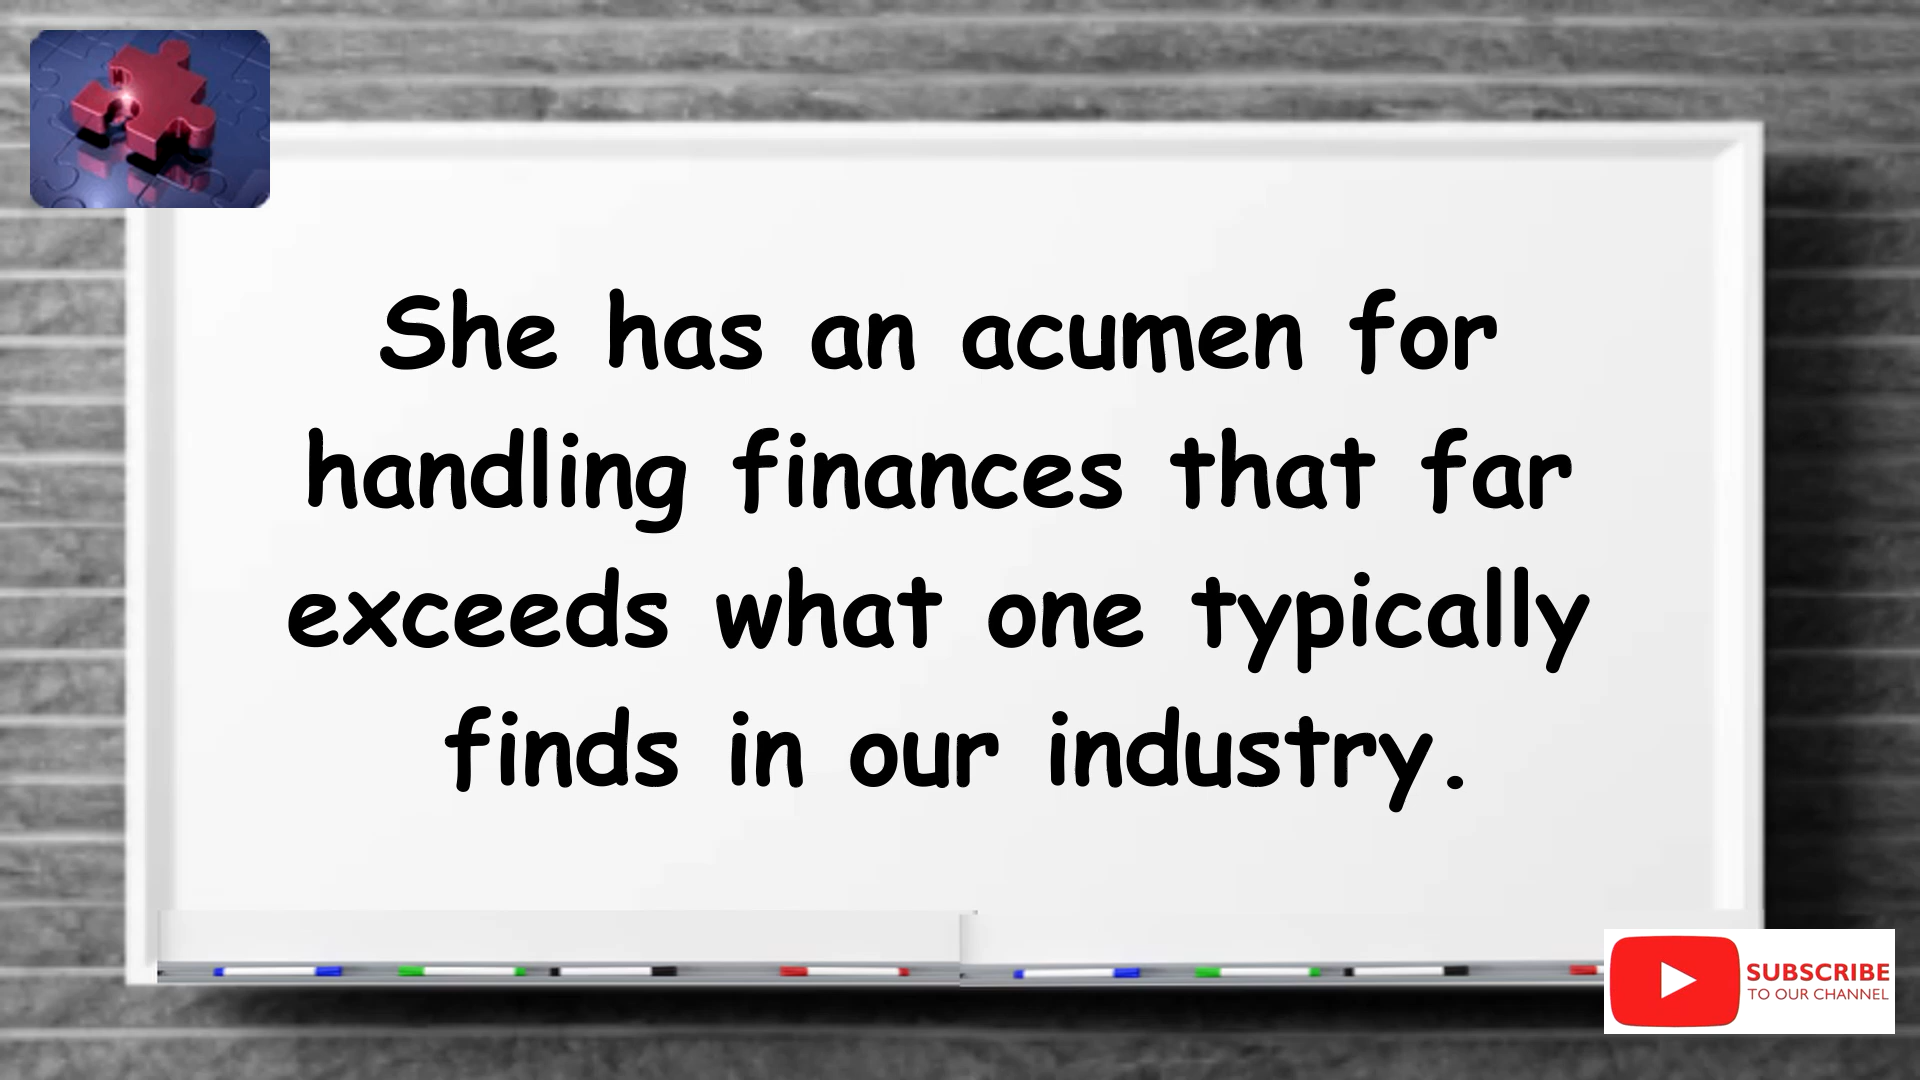 She has an acumen for
handling finances that far
exceeds what one typically
finds in our industry.
SUBSCRIBE
TO OUR CHANNEL